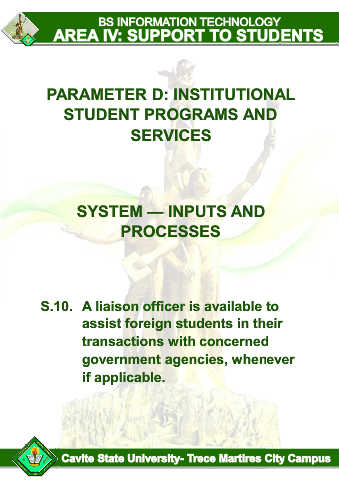 BS INFORMATION TECHNOLOGY
AREA IV: SUPPORT TO STUDENTS
PARAMETER D: INSTITUTIONAL
STUDENT PROGRAMS AND
SERVICES
SYSTEM — INPUTS AND
PROCESSES
S.10. A liaison officer is available to
assist foreign students in their
transactions with concerned
government agencies, whenever
if applicable.
Cavite State University- Trece Martires City Campus